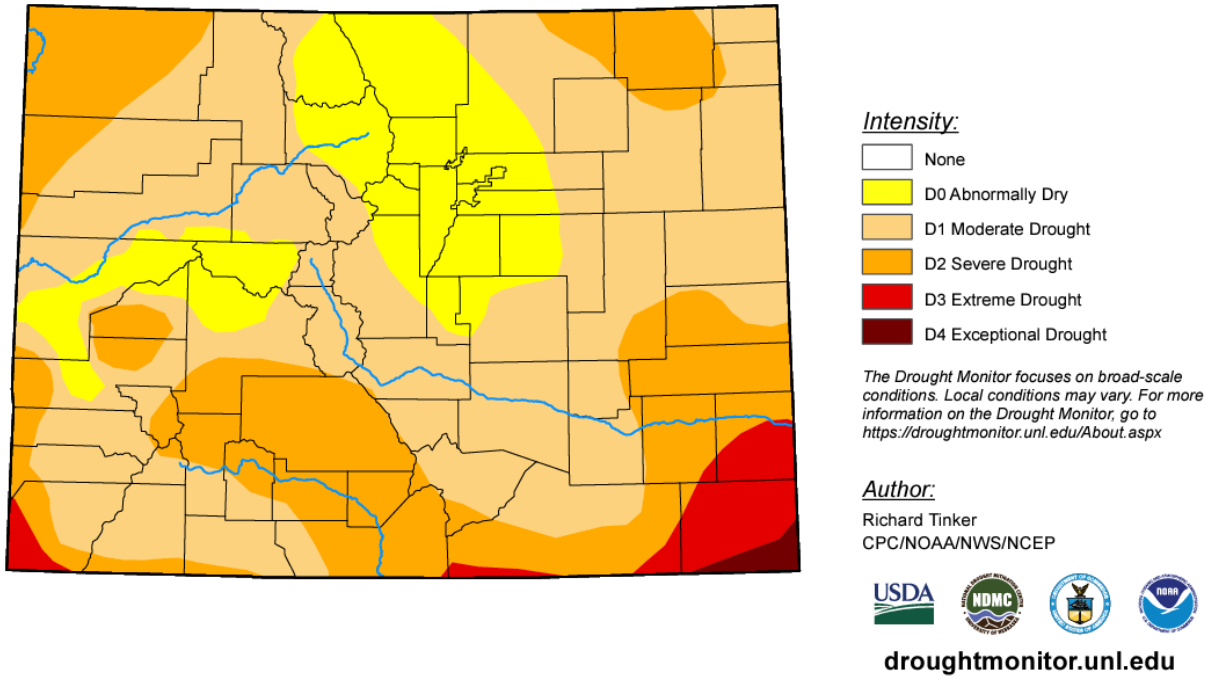 Intensity:
None
D0 Abnormally Dry
D1 Moderate Drought
D2 Severe Drought
D3 Extreme Drought
D4 Exceptional Drought
The Drought Monitor focuses on broad-scale
conditions. Local conditions may vary. For more
information on the Drought Monitor, go to
https://droughtmonitor.unl.edu/About.aspx
Author:
Richard Tinker
CPC/NOAA/NWS/NCEP
USDA
NDMC
NOAA
droughtmonitor.unl.edu